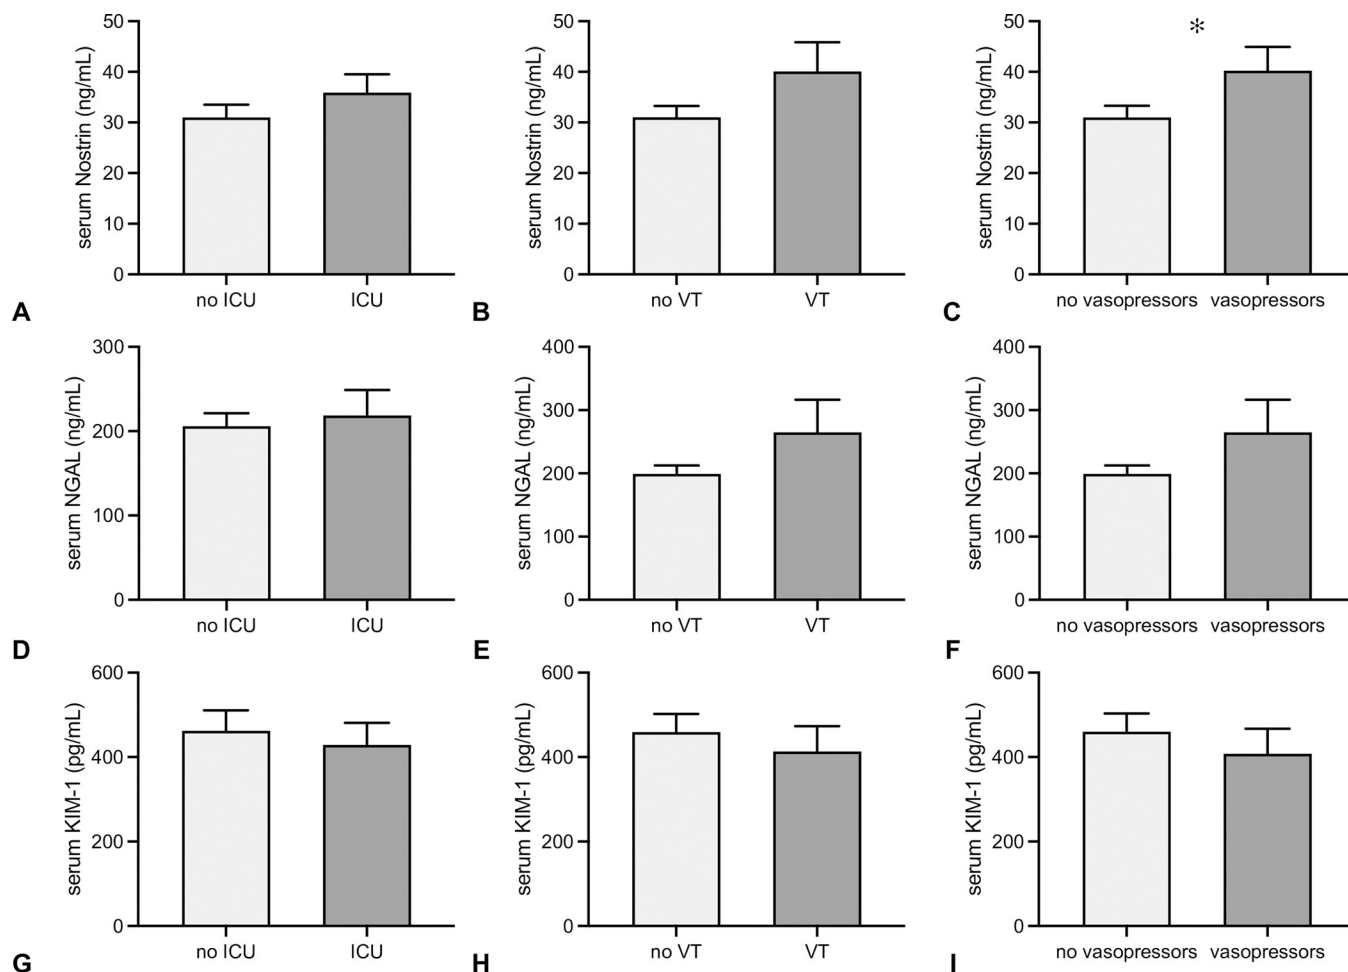 serum Nostrin (ng/mL)
50
40
30
20
10
0
no ICU
ICU
A
serum Nostrin (ng/mL)
50
40
30
20
10
0
no VT
VT
B
serum Nostrin (ng/mL)
50
40
30
20
10
0
*
no vasopressors
vasopressors
C
serum NGAL (ng/mL)
300
200
100
0
no ICU
ICU
D
serum NGAL (ng/mL)
400
300
200
100
0
no VT
VT
E
serum NGAL (ng/mL)
400
300
200
100
0
no vasopressors
vasopressors
F
serum KIM-1 (pg/mL)
600
400
200
0
no ICU
ICU
G
serum KIM-1 (pg/mL)
600
400
200
0
no VT
VT
H
serum KIM-1 (pg/mL)
600
400
200
0
no vasopressors
vasopressors
I